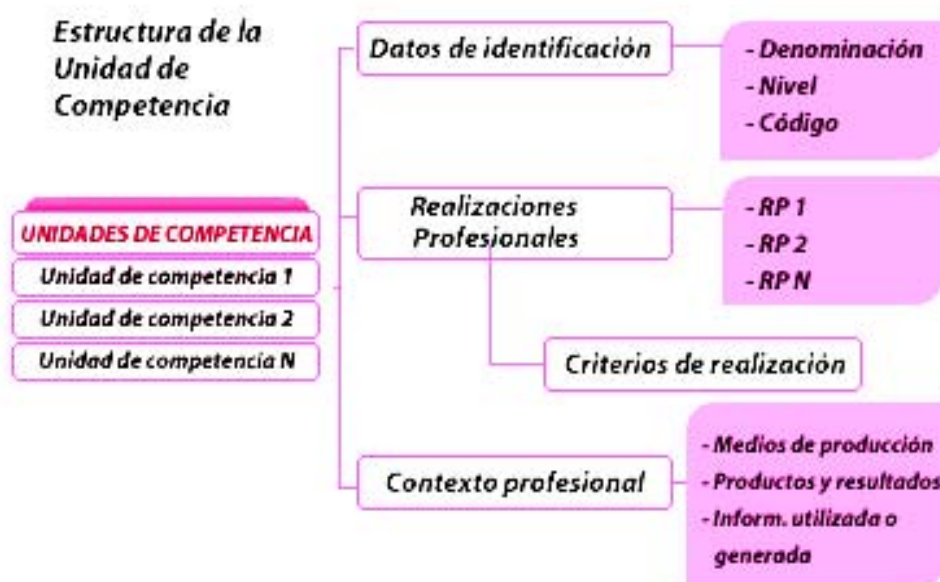 Estructura de la
Unidad de
Competencia
UNIDADES DE COMPETENCIA
Unidad de competencia 1
Unidad de competencia 2
Unidad de competencia N
Datos de identificación
- Denominación
- Nivel
- Código
Realizaciones
Profesionales
- RP 1
- RP 2
- RP N
Criterios de realización
Contexto profesional
- Medios de producción
- Productos y resultados
- Inform. utilizada o
generada